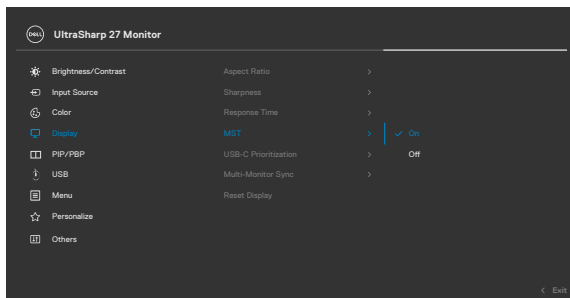 DELL UltraSharp 27 Monitor
Brightness/Contrast Aspect Ratio >
Input Source Sharpness >
Color Response Time >
Display MST > ✓ On
PIP/PBP USB-C Prioritization > Off
USB Multi-Monitor Sync >
Menu Reset Display
Personalize
Others
< Exit